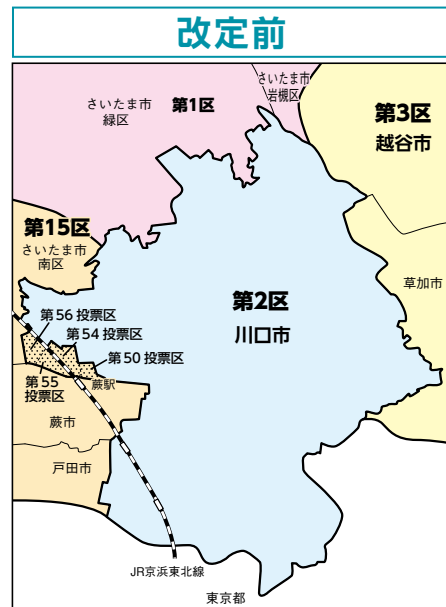 改定前
さいたま市
岩槻区
さいたま市
緑区
第1区
第3区
越谷市
第15区
さいたま市
南区
草加市
第2区
川口市
第56投票区
第54投票区
第50投票区
第55
投票区
蕨駅
蕨市
戸田市
JR京浜東北線
東京都